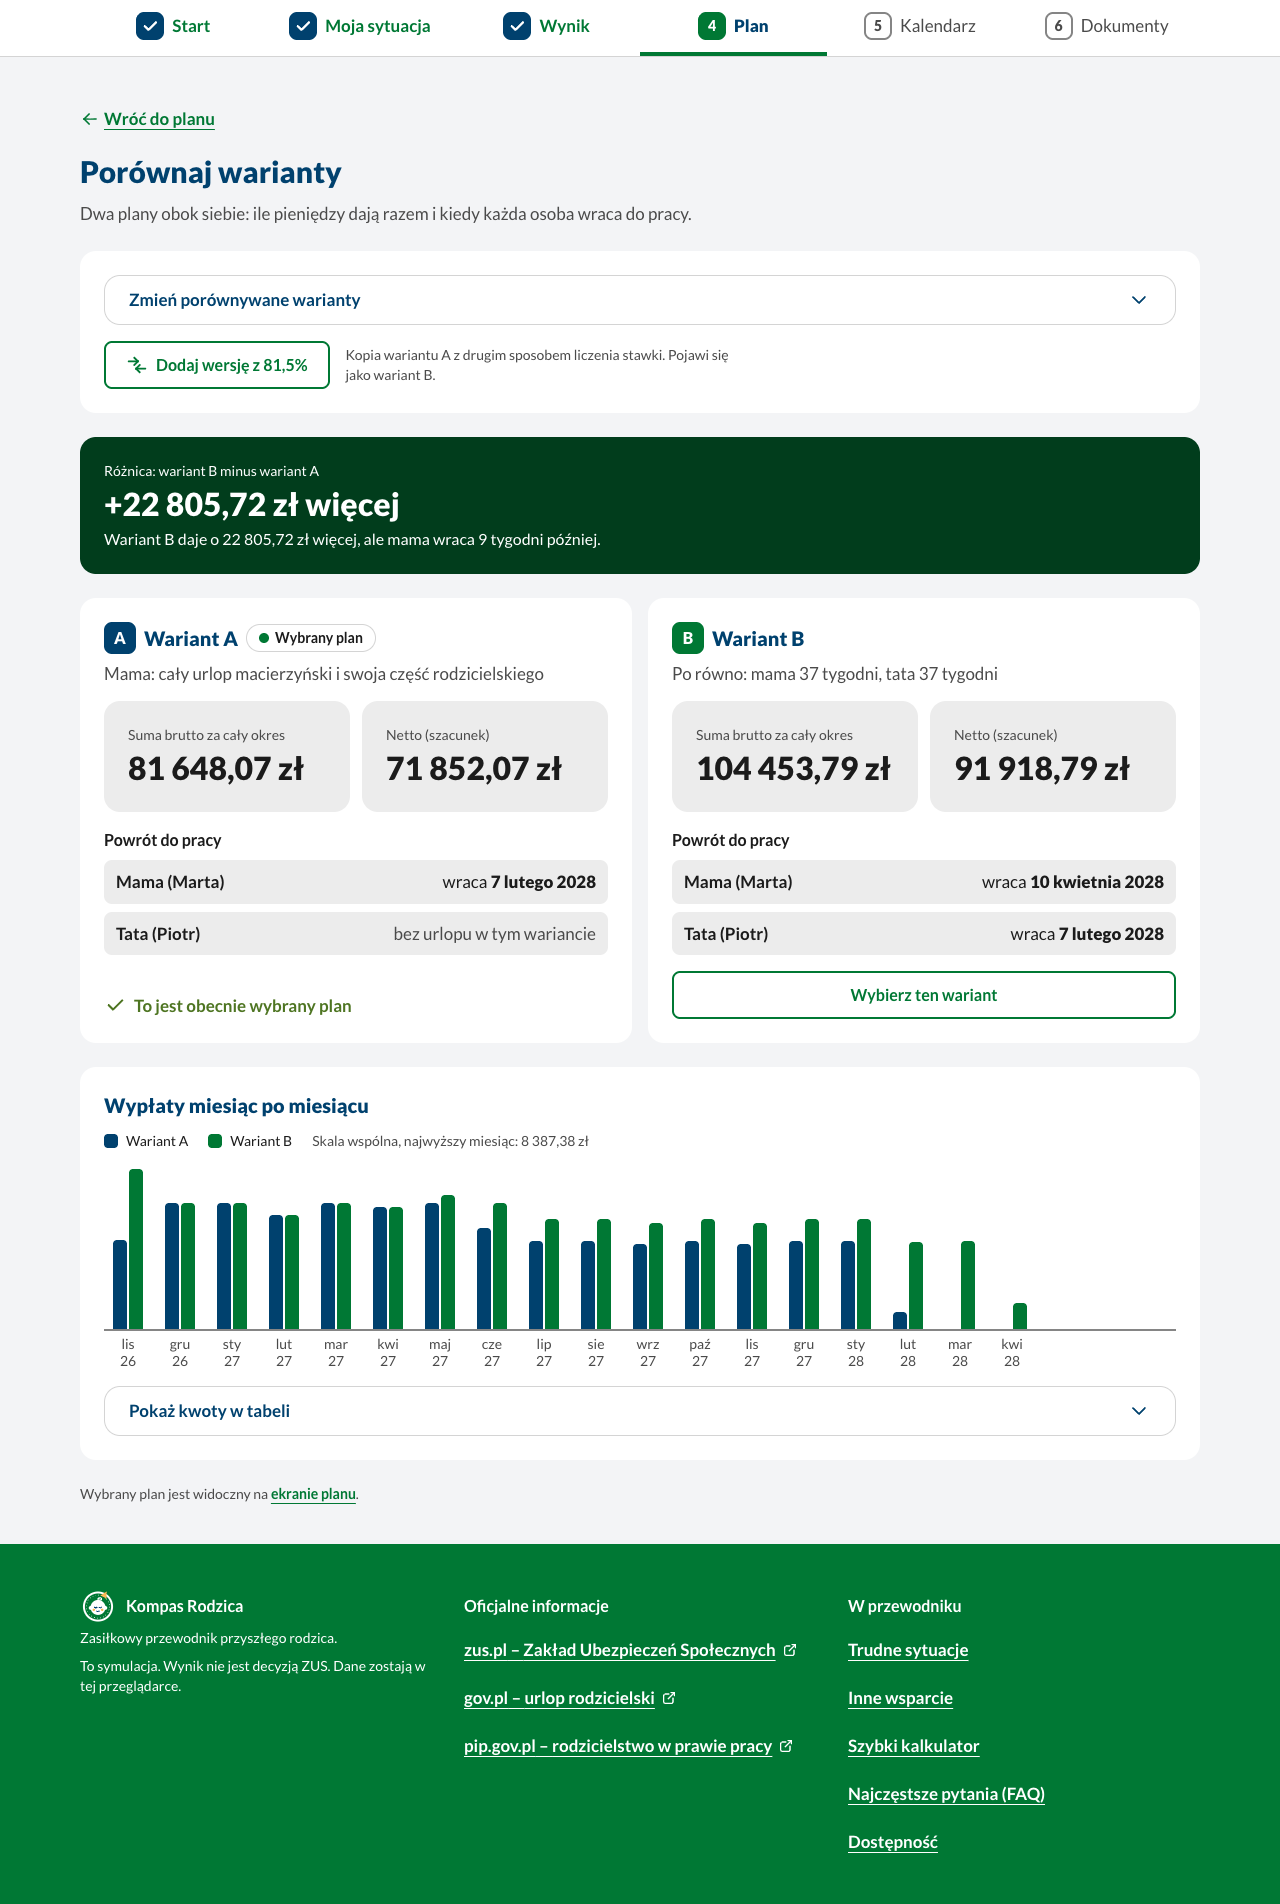 Start
Moja sytuacja
Wynik
4 Plan
5 Kalendarz
6 Dokumenty
Wróć do planu
Porównaj warianty
Dwa plany obok siebie: ile pieniędzy dają razem i kiedy każda osoba wraca do pracy.
Zmień porównywane warianty
Dodaj wersję z 81,5%
Kopia wariantu A z drugim sposobem liczenia stawki. Pojawi się
jako wariant B.
Różnica: wariant B minus wariant A
+22 805,72 zł więcej
Wariant B daje o 22 805,72 zł więcej, ale mama wraca 9 tygodni później.
A Wariant A Wybrany plan
Mama: cały urlop macierzyński i swoja część rodzicielskiego
Suma brutto za cały okres
81 648,07 zł
Netto (szacunek)
71 852,07 zł
Powrót do pracy
Mama (Marta) wraca 7 lutego 2028
Tata (Piotr) bez urlopu w tym wariancie
To jest obecnie wybrany plan
B Wariant B
Po równo: mama 37 tygodni, tata 37 tygodni
Suma brutto za cały okres
104 453,79 zł
Netto (szacunek)
91 918,79 zł
Powrót do pracy
Mama (Marta) wraca 10 kwietnia 2028
Tata (Piotr) wraca 7 lutego 2028
Wybierz ten wariant
Wypłaty miesiąc po miesiącu
Wariant A Wariant B Skala wspólna, najwyższy miesiąc: 8 387,38 zł
lis gru sty lut mar kwi maj cze lip sie wrz paź lis gru sty lut mar kwi
26 26 27 27 27 27 27 27 27 27 27 27 27 27 28 28 28 28
Pokaż kwoty w tabeli
Wybrany plan jest widoczny na ekranie planu.
Kompas Rodzica
Zasiłkowy przewodnik przyszłego rodzica.
To symulacja. Wynik nie jest decyzją ZUS. Dane zostają w
tej przeglądarce.
Oficjalne informacje
zus.pl – Zakład Ubezpieczeń Społecznych
gov.pl – urlop rodzicielski
pip.gov.pl – rodzicielstwo w prawie pracy
W przewodniku
Trudne sytuacje
Inne wsparcie
Szybki kalkulator
Najczęstsze pytania (FAQ)
Dostępność